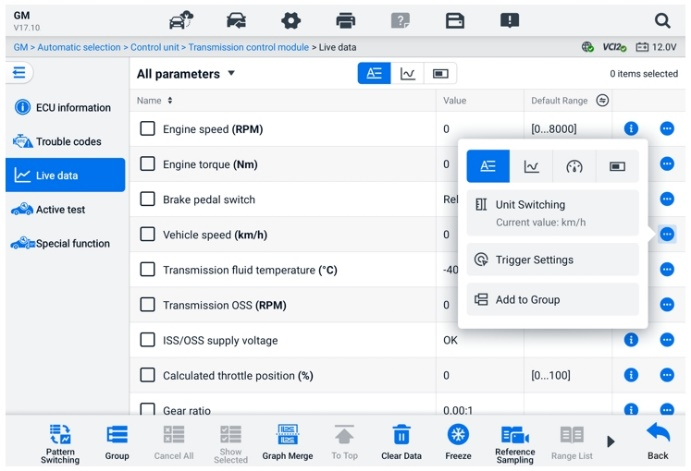 GM
V17.10
GM > Automatic selection > Control unit > Transmission control module > Live data
VCI2
12.0V
All parameters
0 items selected
ECU information
Trouble codes
Live data
Active test
Special function
Name
Value
Default Range
Engine speed (RPM)
0
[0...8000]
Engine torque (Nm)
0
Brake pedal switch
Rel
Vehicle speed (km/h)
0
Transmission fluid temperature (°C)
-40
Transmission OSS (RPM)
0
ISS/OSS supply voltage
OK
Calculated throttle position (%)
0
[0...100]
Gear ratio
0.00:1
Unit Switching
Current value: km/h
Trigger Settings
Add to Group
Pattern
Switching
Group
Cancel All
Show
Selected
Graph Merge
To Top
Clear Data
Freeze
Reference
Sampling
Range List
Back